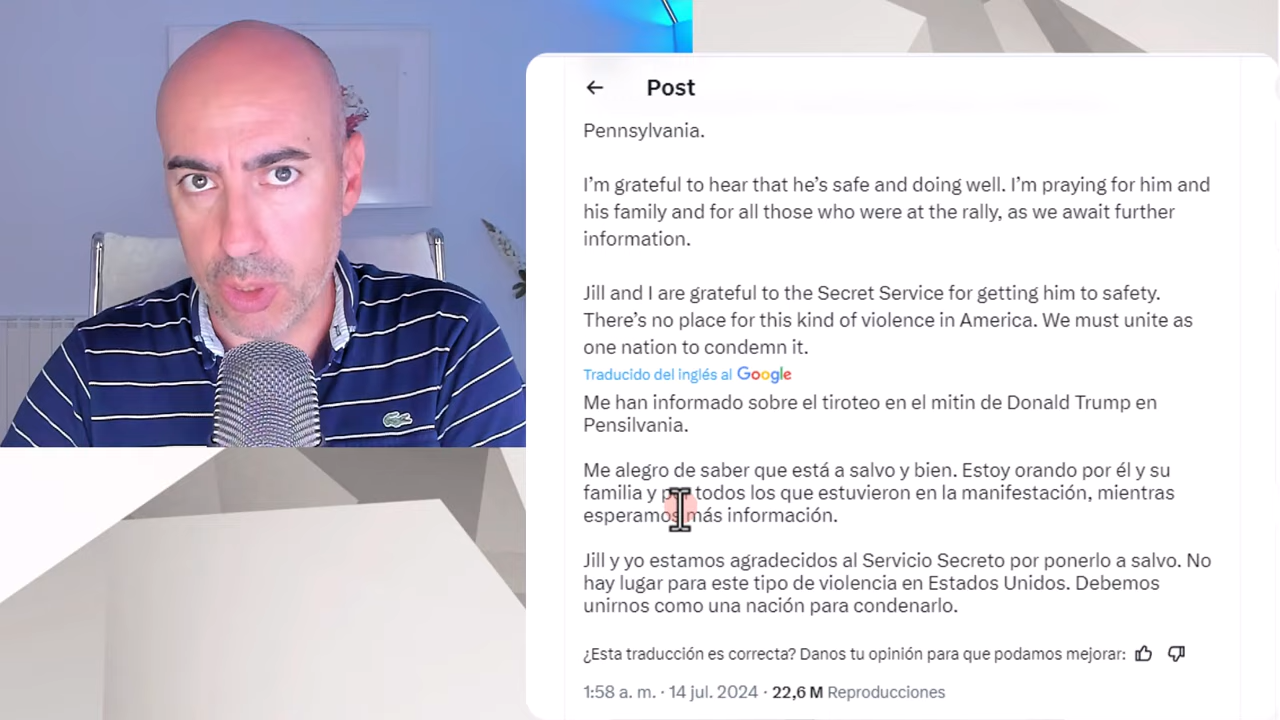 Post
Pennsylvania.
I’m grateful to hear that he’s safe and doing well. I’m praying for him and
his family and for all those who were at the rally, as we await further
information.
Jill and I are grateful to the Secret Service for getting him to safety.
There’s no place for this kind of violence in America. We must unite as
one nation to condemn it.
Traducido del inglés al Google
Me han informado sobre el tiroteo en el mitin de Donald Trump en
Pensilvania.
Me alegro de saber que está a salvo y bien. Estoy orando por él y su
familia y por todos los que estuvieron en la manifestación, mientras
esperamos más información.
Jill y yo estamos agradecidos al Servicio Secreto por ponerlo a salvo. No
hay lugar para este tipo de violencia en Estados Unidos. Debemos
unirnos como una nación para condenarlo.
¿Esta traducción es correcta? Danos tu opinión para que podamos mejorar:
1:58 a. m. · 14 jul. 2024 · 22,6 M Reproducciones